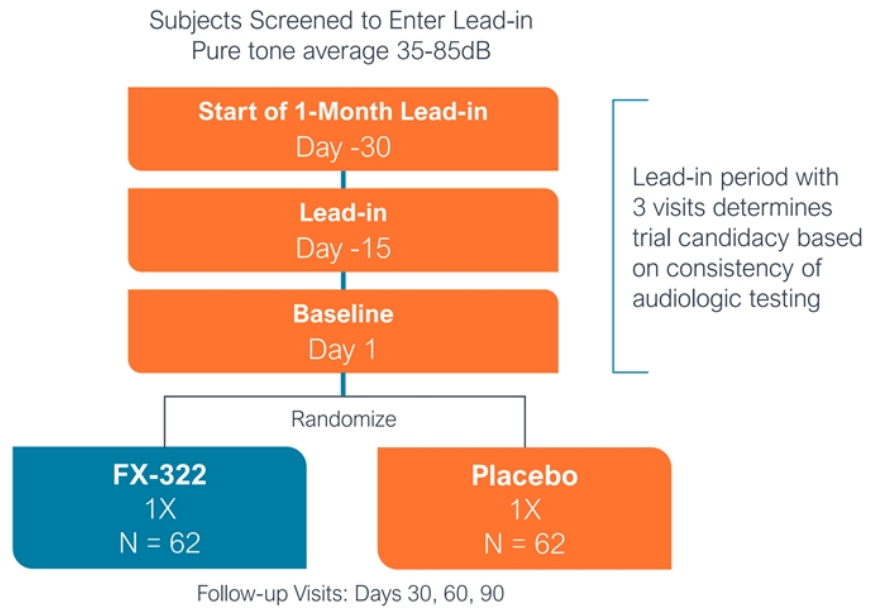 Subjects Screened to Enter Lead-in
Pure tone average 35-85dB
Start of 1-Month Lead-in
Day -30
Lead-in
Day -15
Baseline
Day 1
Lead-in period with
3 visits determines
trial candidacy based
on consistency of
audiologic testing
Randomize
FX-322
1X
N = 62
Placebo
1X
N = 62
Follow-up Visits: Days 30, 60, 90